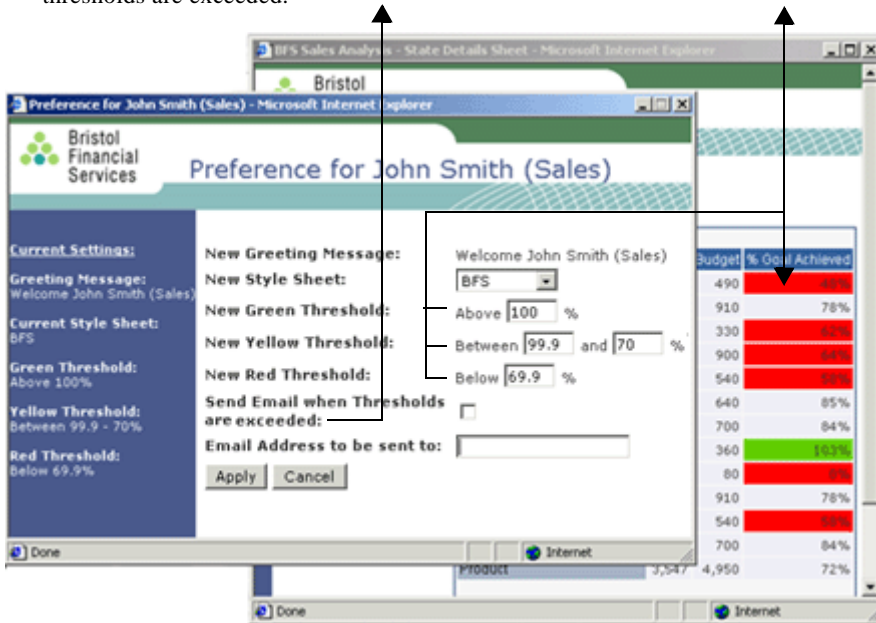 thresholds are exceeded.
BFS Sales Analysis - State Details Sheet - Microsoft Internet Explorer
Bristol
Preference for John Smith (Sales) - Microsoft Internet Explorer
Bristol
Financial
Services
Preference for John Smith (Sales)
Current Settings:
Greeting Message:
Welcome John Smith (Sales)
Current Style Sheet:
BFS
Green Threshold:
Above 100%
Yellow Threshold:
Between 99.9 - 70%
Red Threshold:
Below 69.9%
New Greeting Message: Welcome John Smith (Sales)
New Style Sheet: BFS
New Green Threshold: Above 100 %
New Yellow Threshold: Between 99.9 and 70 %
New Red Threshold: Below 69.9 %
Send Email when Thresholds
are exceeded:
Email Address to be sent to:
Apply Cancel
Done Internet
Budget % Goal Achieved
490
910 78%
330 62%
900 64%
540 59%
640 85%
700 84%
360 103%
80 0%
910 78%
540 59%
700 84%
Product 3,547 4,950 72%
Done Internet